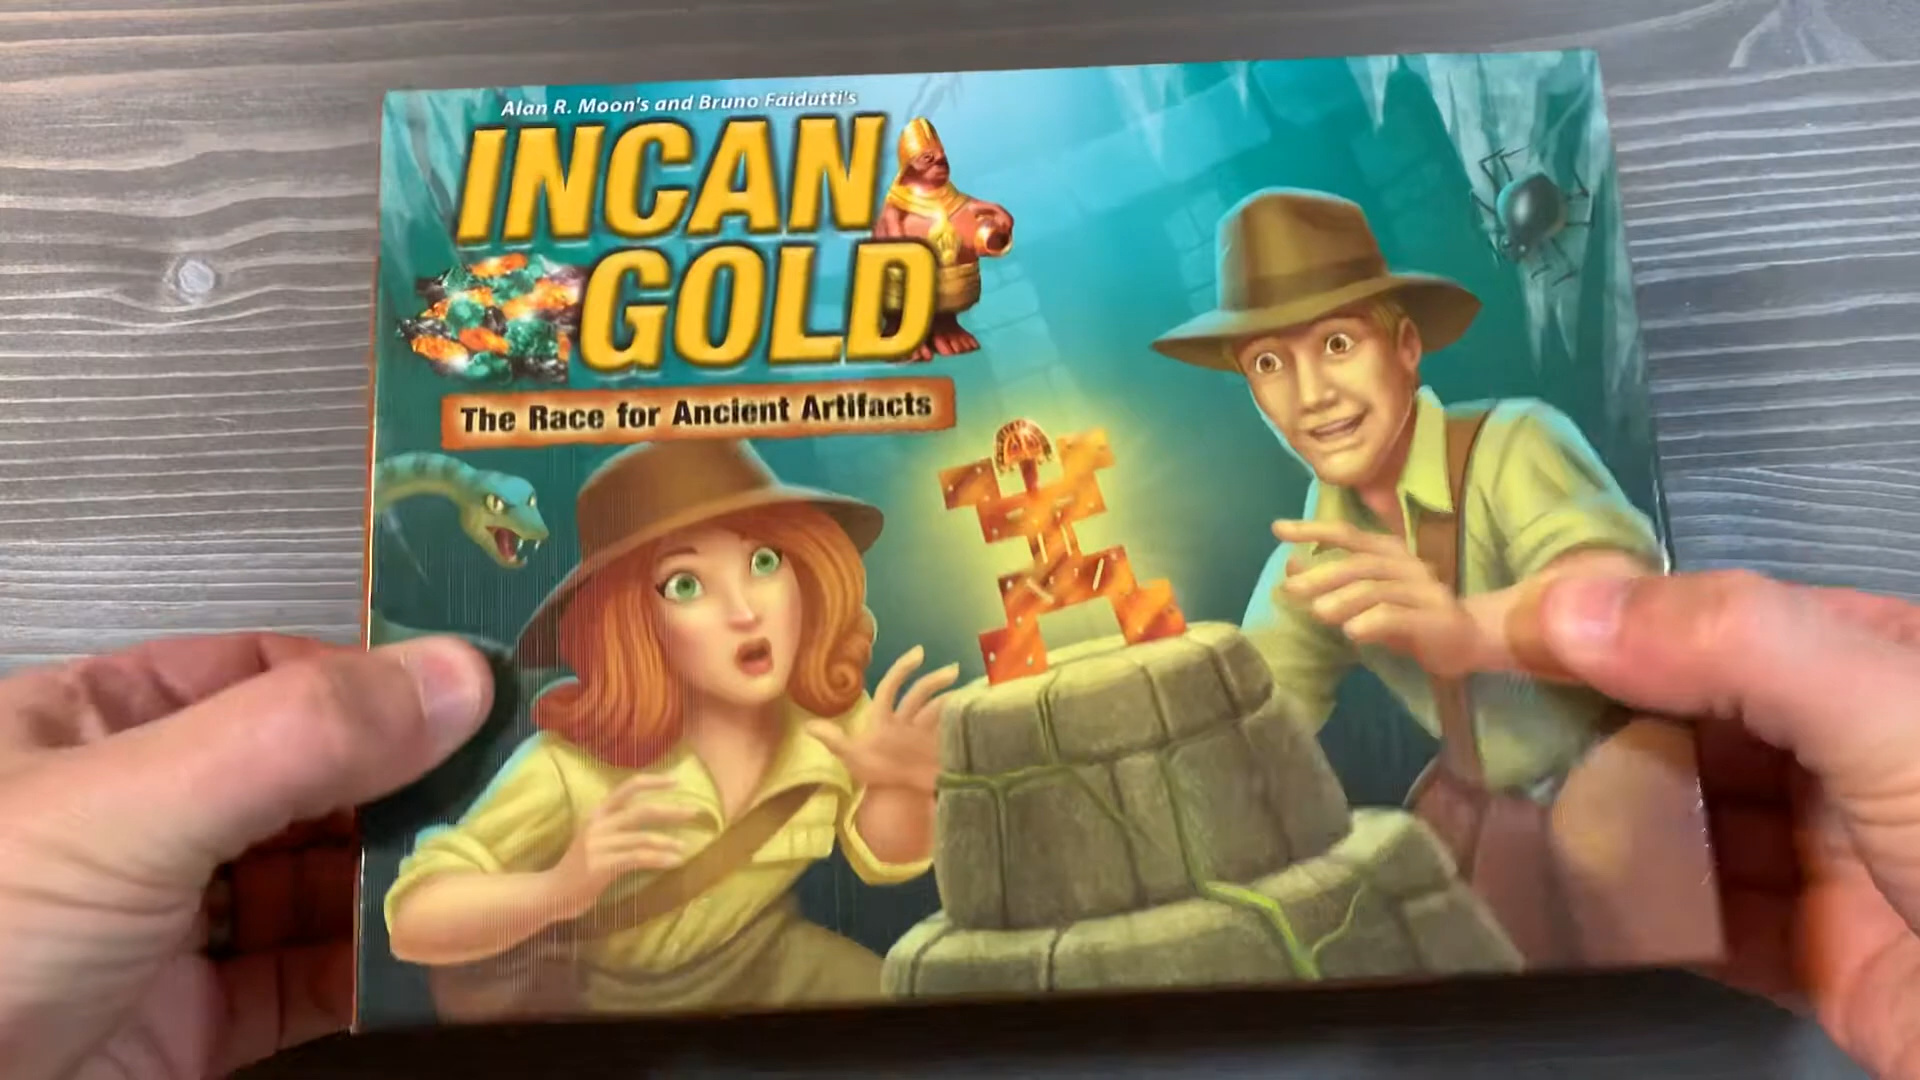 Alan R. Moon's and Bruno Faidutti's
INCAN
GOLD
The Race for Ancient Artifacts